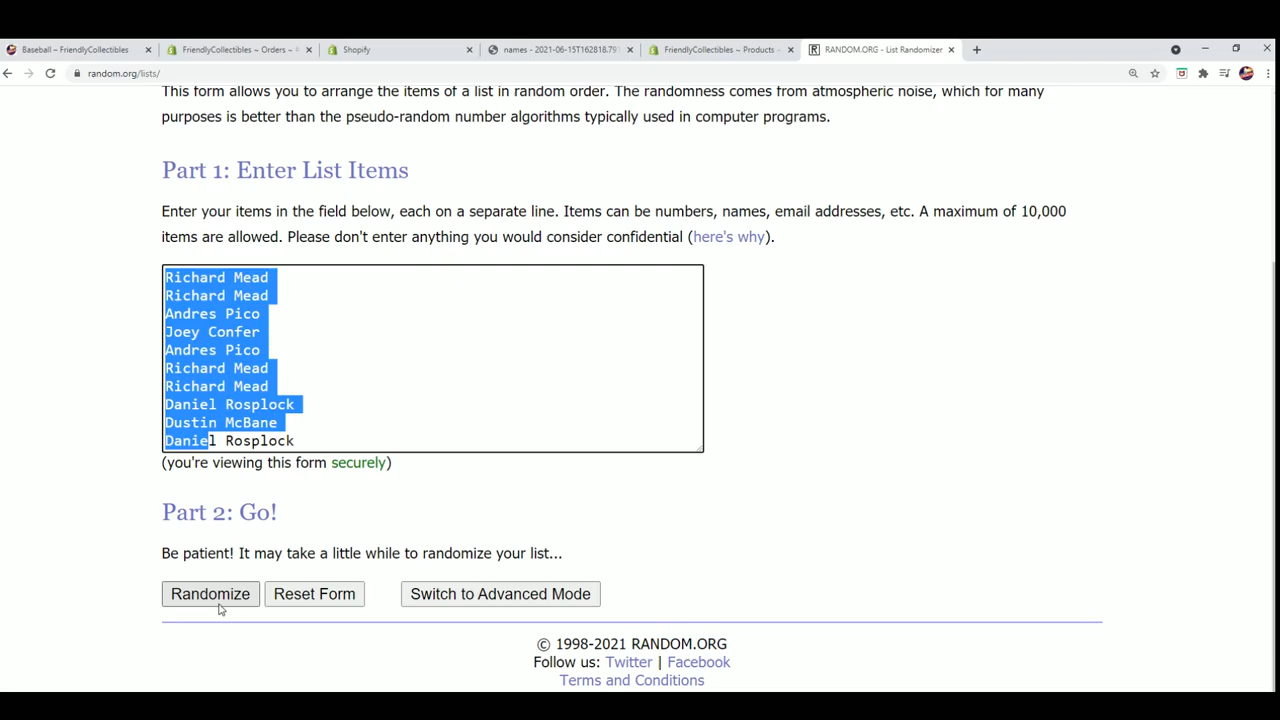 Baseball – FriendlyCollectibles
FriendlyCollectibles ~ Orders ~
Shopify
names - 2021-06-15T162818.791
FriendlyCollectibles ~ Products ~
RANDOM.ORG - List Randomizer
random.org/lists/
This form allows you to arrange the items of a list in random order. The randomness comes from atmospheric noise, which for many
purposes is better than the pseudo-random number algorithms typically used in computer programs.
Part 1: Enter List Items
Enter your items in the field below, each on a separate line. Items can be numbers, names, email addresses, etc. A maximum of 10,000
items are allowed. Please don't enter anything you would consider confidential (here's why).
Richard Mead
Richard Mead
Andres Pico
Joey Confer
Andres Pico
Richard Mead
Richard Mead
Daniel Rosplock
Dustin McBane
Daniel Rosplock
(you're viewing this form securely)
Part 2: Go!
Be patient! It may take a little while to randomize your list...
Randomize Reset Form Switch to Advanced Mode
© 1998-2021 RANDOM.ORG
Follow us: Twitter | Facebook
Terms and Conditions